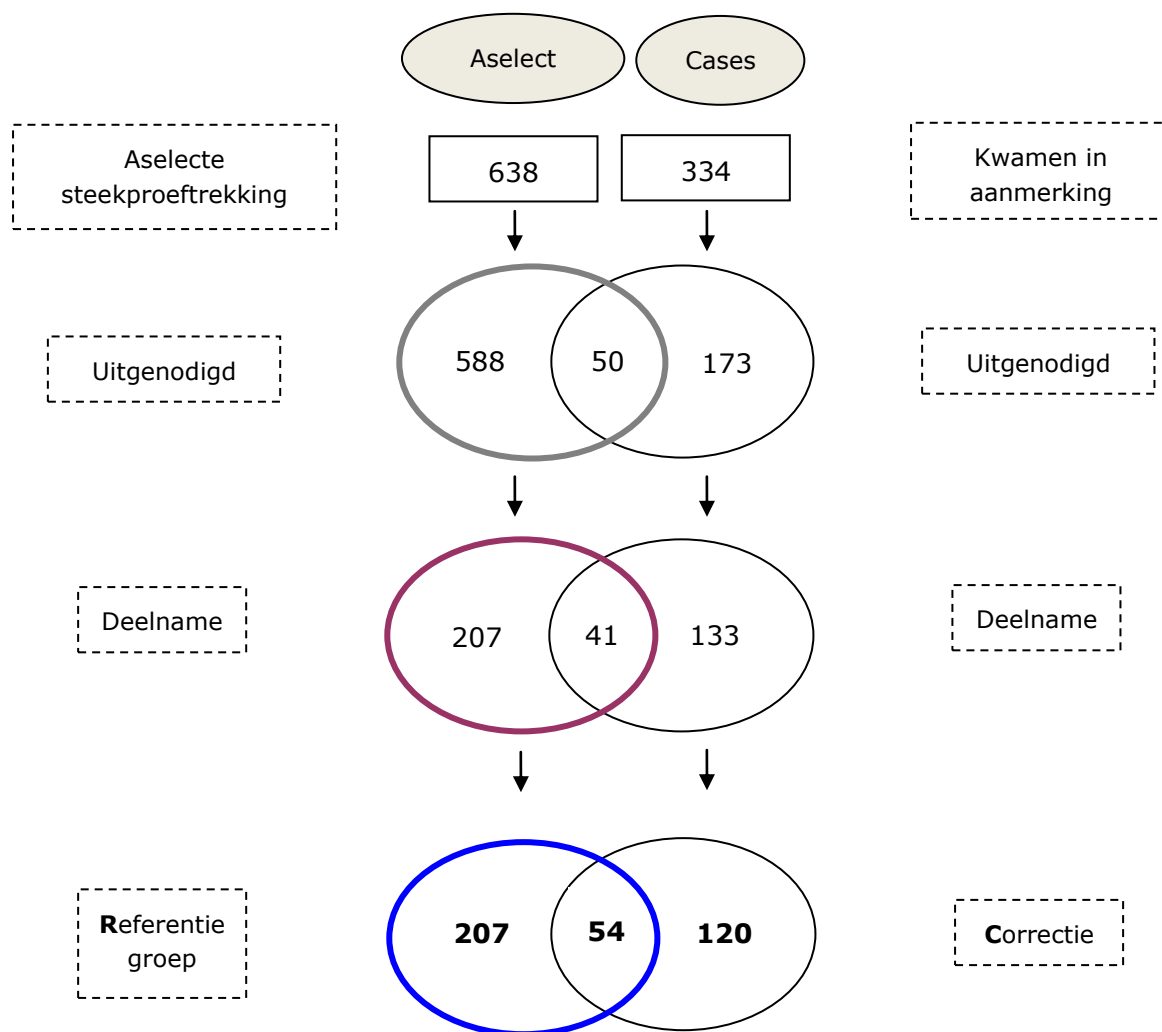 Aselect
Cases
Aselecte
steekproeftrekking
638
334
Kwamen in
aanmerking
Uitgenodigd
588
50
173
Uitgenodigd
Deelname
207
41
133
Deelname
Referentie
groep
207
54
120
Correctie